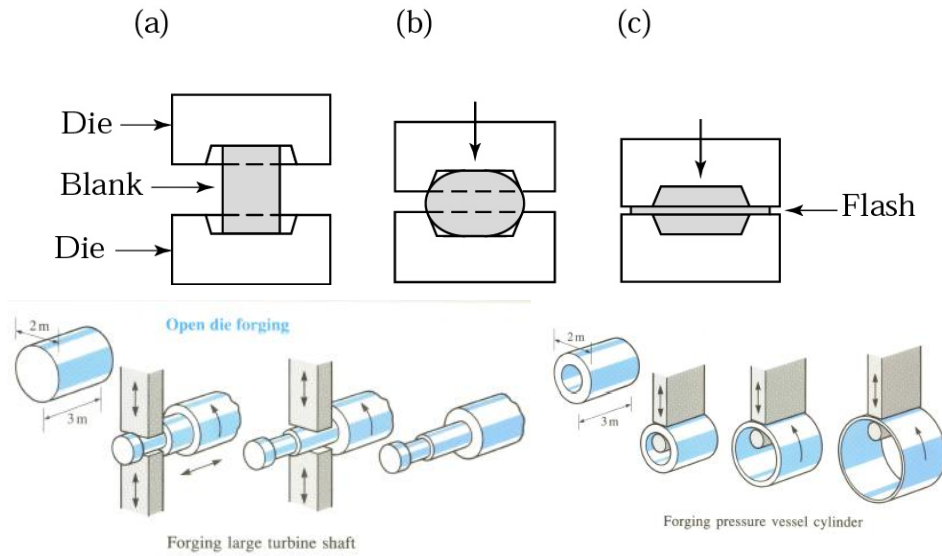 (a) (b) (c)
Die
Blank
Flash
Die
2 m
Open die forging
2 m
3 m
3 m
Forging large turbine shaft
Forging pressure vessel cylinder